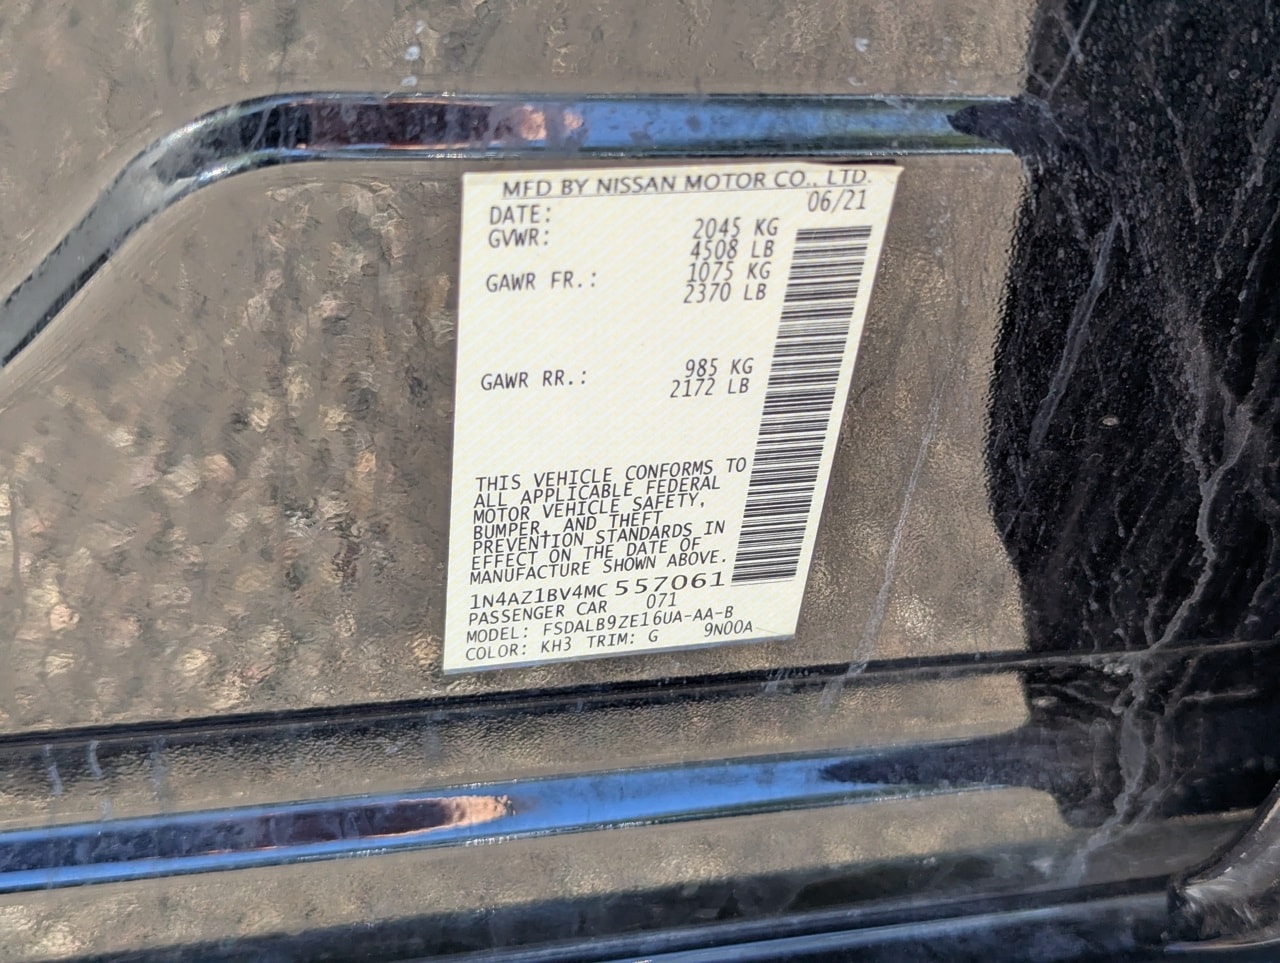 MFD BY NISSAN MOTOR CO., LTD.
DATE: 06/21
GVWR: 2045 KG
4508 LB
GAWR FR.: 1075 KG
2370 LB
GAWR RR.: 985 KG
2172 LB
THIS VEHICLE CONFORMS TO
ALL APPLICABLE FEDERAL
MOTOR VEHICLE SAFETY,
BUMPER, AND THEFT
PREVENTION STANDARDS IN
EFFECT ON THE DATE OF
MANUFACTURE SHOWN ABOVE.
1N4AZ1BV4MC557061
PASSENGER CAR 071
MODEL: FSDALB9ZE16UA-AA-B
COLOR: KH3 TRIM: G 9N00A